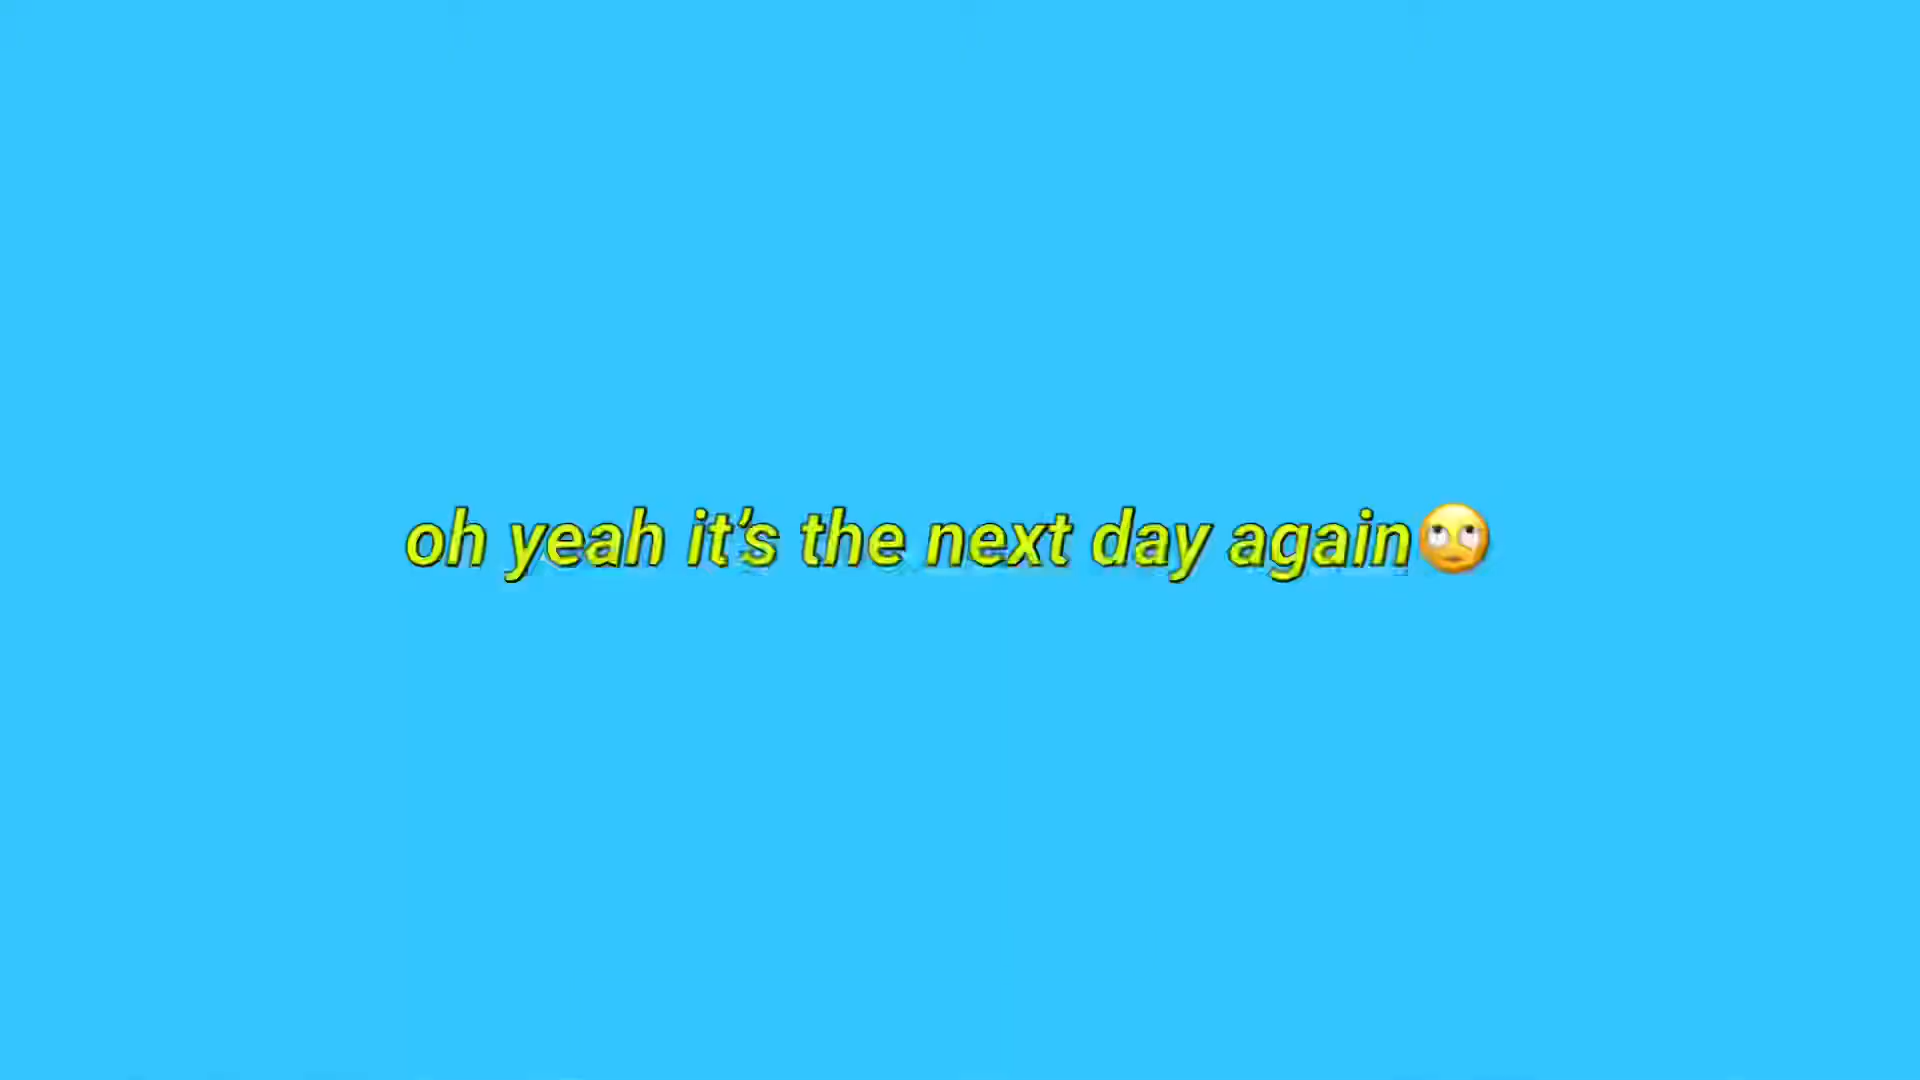 oh yeah it’s the next day again🙄